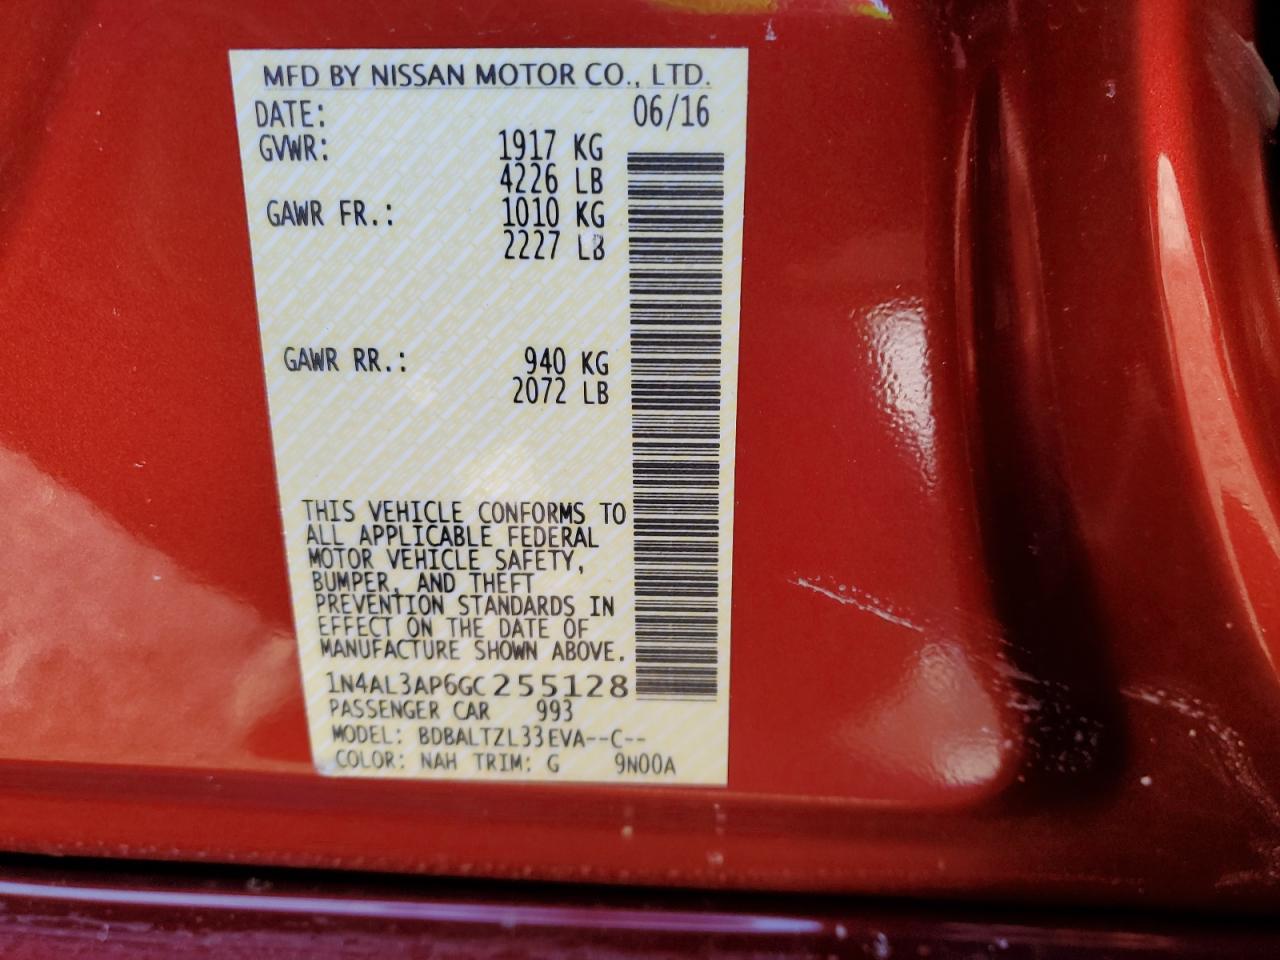 MFD BY NISSAN MOTOR CO., LTD.
DATE: 06/16
GVWR: 1917 KG
4226 LB
GAWR FR.: 1010 KG
2227 LB
GAWR RR.: 940 KG
2072 LB
THIS VEHICLE CONFORMS TO
ALL APPLICABLE FEDERAL
MOTOR VEHICLE SAFETY,
BUMPER, AND THEFT
PREVENTION STANDARDS IN
EFFECT ON THE DATE OF
MANUFACTURE SHOWN ABOVE.
1N4AL3AP6GC255128
PASSENGER CAR 993
MODEL: BDBALTZL33EVA--C--
COLOR: NAH TRIM: G 9N00A